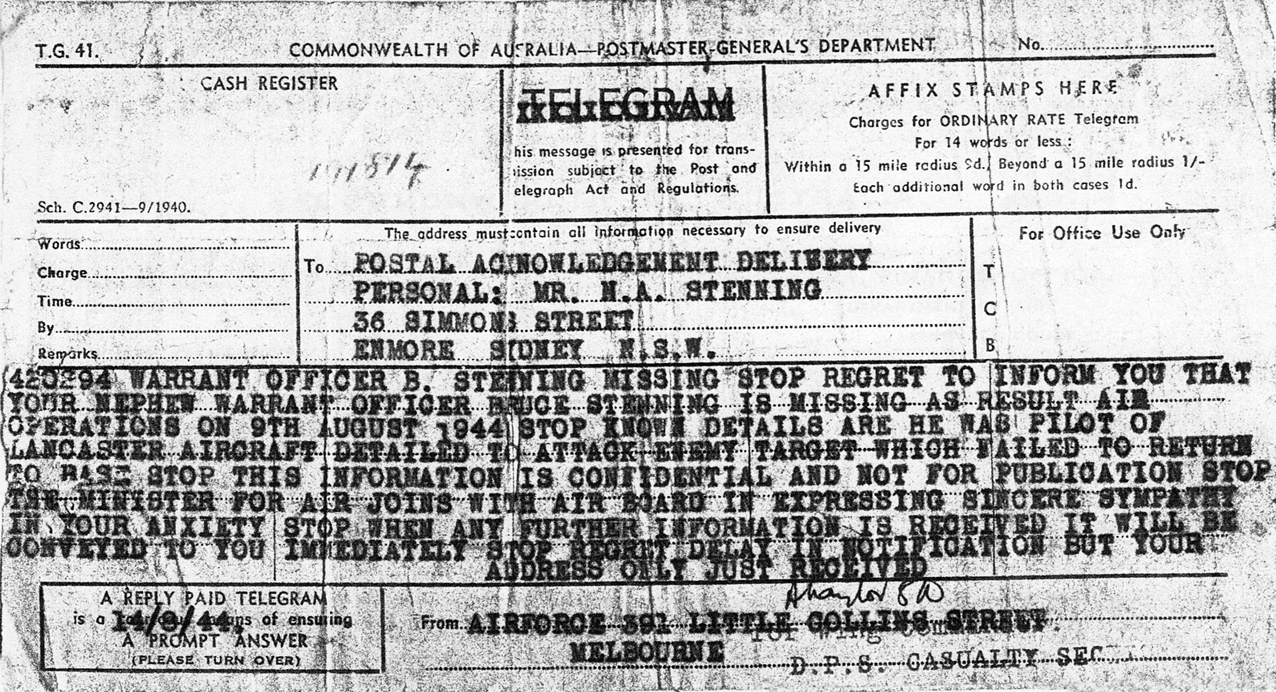 T.G. 41. COMMONWEALTH OF AUSTRALIA—POSTMASTER-GENERAL'S DEPARTMENT No.
CASH REGISTER
Sch. C.2941—9/1940.
TELEGRAM
his message is presented for trans-
ission subject to the Post and
elegraph Act and Regulations.
AFFIX STAMPS HERE
Charges for ORDINARY RATE Telegram
For 14 words or less:
Within a 15 mile radius 9d. Beyond a 15 mile radius 1/-
Each additional word in both cases 1d.
Words
Charge
Time
By
Remarks
The address must contain all information necessary to ensure delivery
To POSTAL ACKNOWLEDGEMENT DELIVERY
PERSONAL: MR. N.A. STENNING
36 SIMMONS STREET
ENMORE SIDNEY N.S.W.
For Office Use Only
T
C
B
420294 WARRANT OFFICER B. STENNING MISSING STOP REGRET TO INFORM YOU THAT
YOUR NEPHEW WARRANT OFFICER BRUCE STENNING IS MISSING AS RESULT AIR
OPERATIONS ON 9TH AUGUST 1944 STOP KNOWN DETAILS ARE HE WAS PILOT OF
LANCASTER AIRCRAFT DETAILED TO ATTACK ENEMY TARGET WHICH FAILED TO RETURN
TO BASE STOP THIS INFORMATION IS CONFIDENTIAL AND NOT FOR PUBLICATION STOP
THE MINISTER FOR AIR JOINS WITH AIR BOARD IN EXPRESSING SINCERE SYMPATHY
IN YOUR ANXIETY STOP WHEN ANY FURTHER INFORMATION IS RECEIVED IT WILL BE
CONVEYED TO YOU IMMEDIATELY STOP REGRET DELAY IN NOTIFICATION BUT YOUR
ADDRESS ONLY JUST RECEIVED
A REPLY PAID TELEGRAM
is a means of ensuring
14/8/44.
A PROMPT ANSWER
(PLEASE TURN OVER)
From AIRFORCE 391 LITTLE COLLINS STREET
for Wing
MELBOURNE
D.P.S. CASUALTY SEC